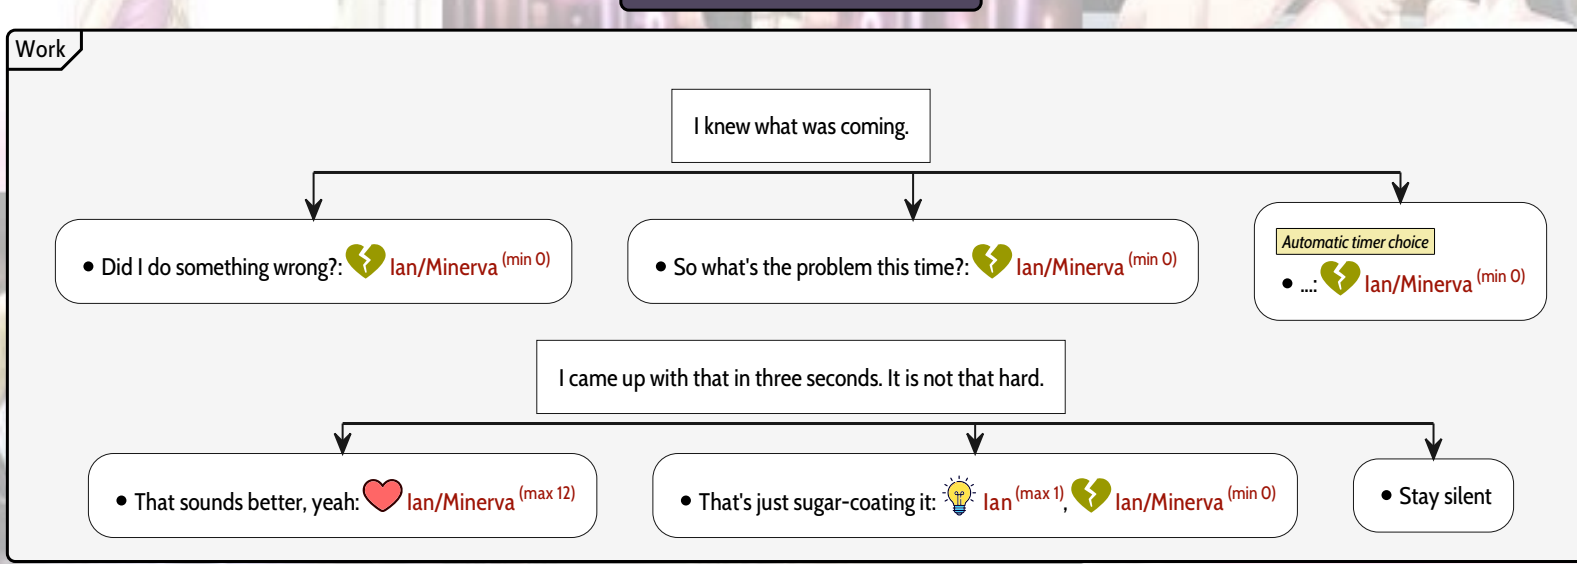 Work
I knew what was coming.
• Did I do something wrong?: Ian/Minerva (min 0)
• So what's the problem this time?: Ian/Minerva (min 0)
Automatic timer choice
• ...: Ian/Minerva (min 0)
I came up with that in three seconds. It is not that hard.
• That sounds better, yeah: Ian/Minerva (max 12)
• That's just sugar-coating it: Ian (max 1), Ian/Minerva (min 0)
• Stay silent